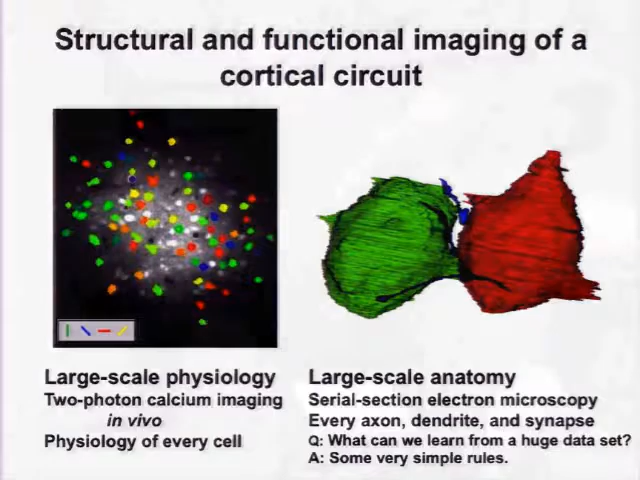 Structural and functional imaging of a
cortical circuit
Large-scale physiology
Two-photon calcium imaging
in vivo
Physiology of every cell
Large-scale anatomy
Serial-section electron microscopy
Every axon, dendrite, and synapse
Q: What can we learn from a huge data set?
A: Some very simple rules.